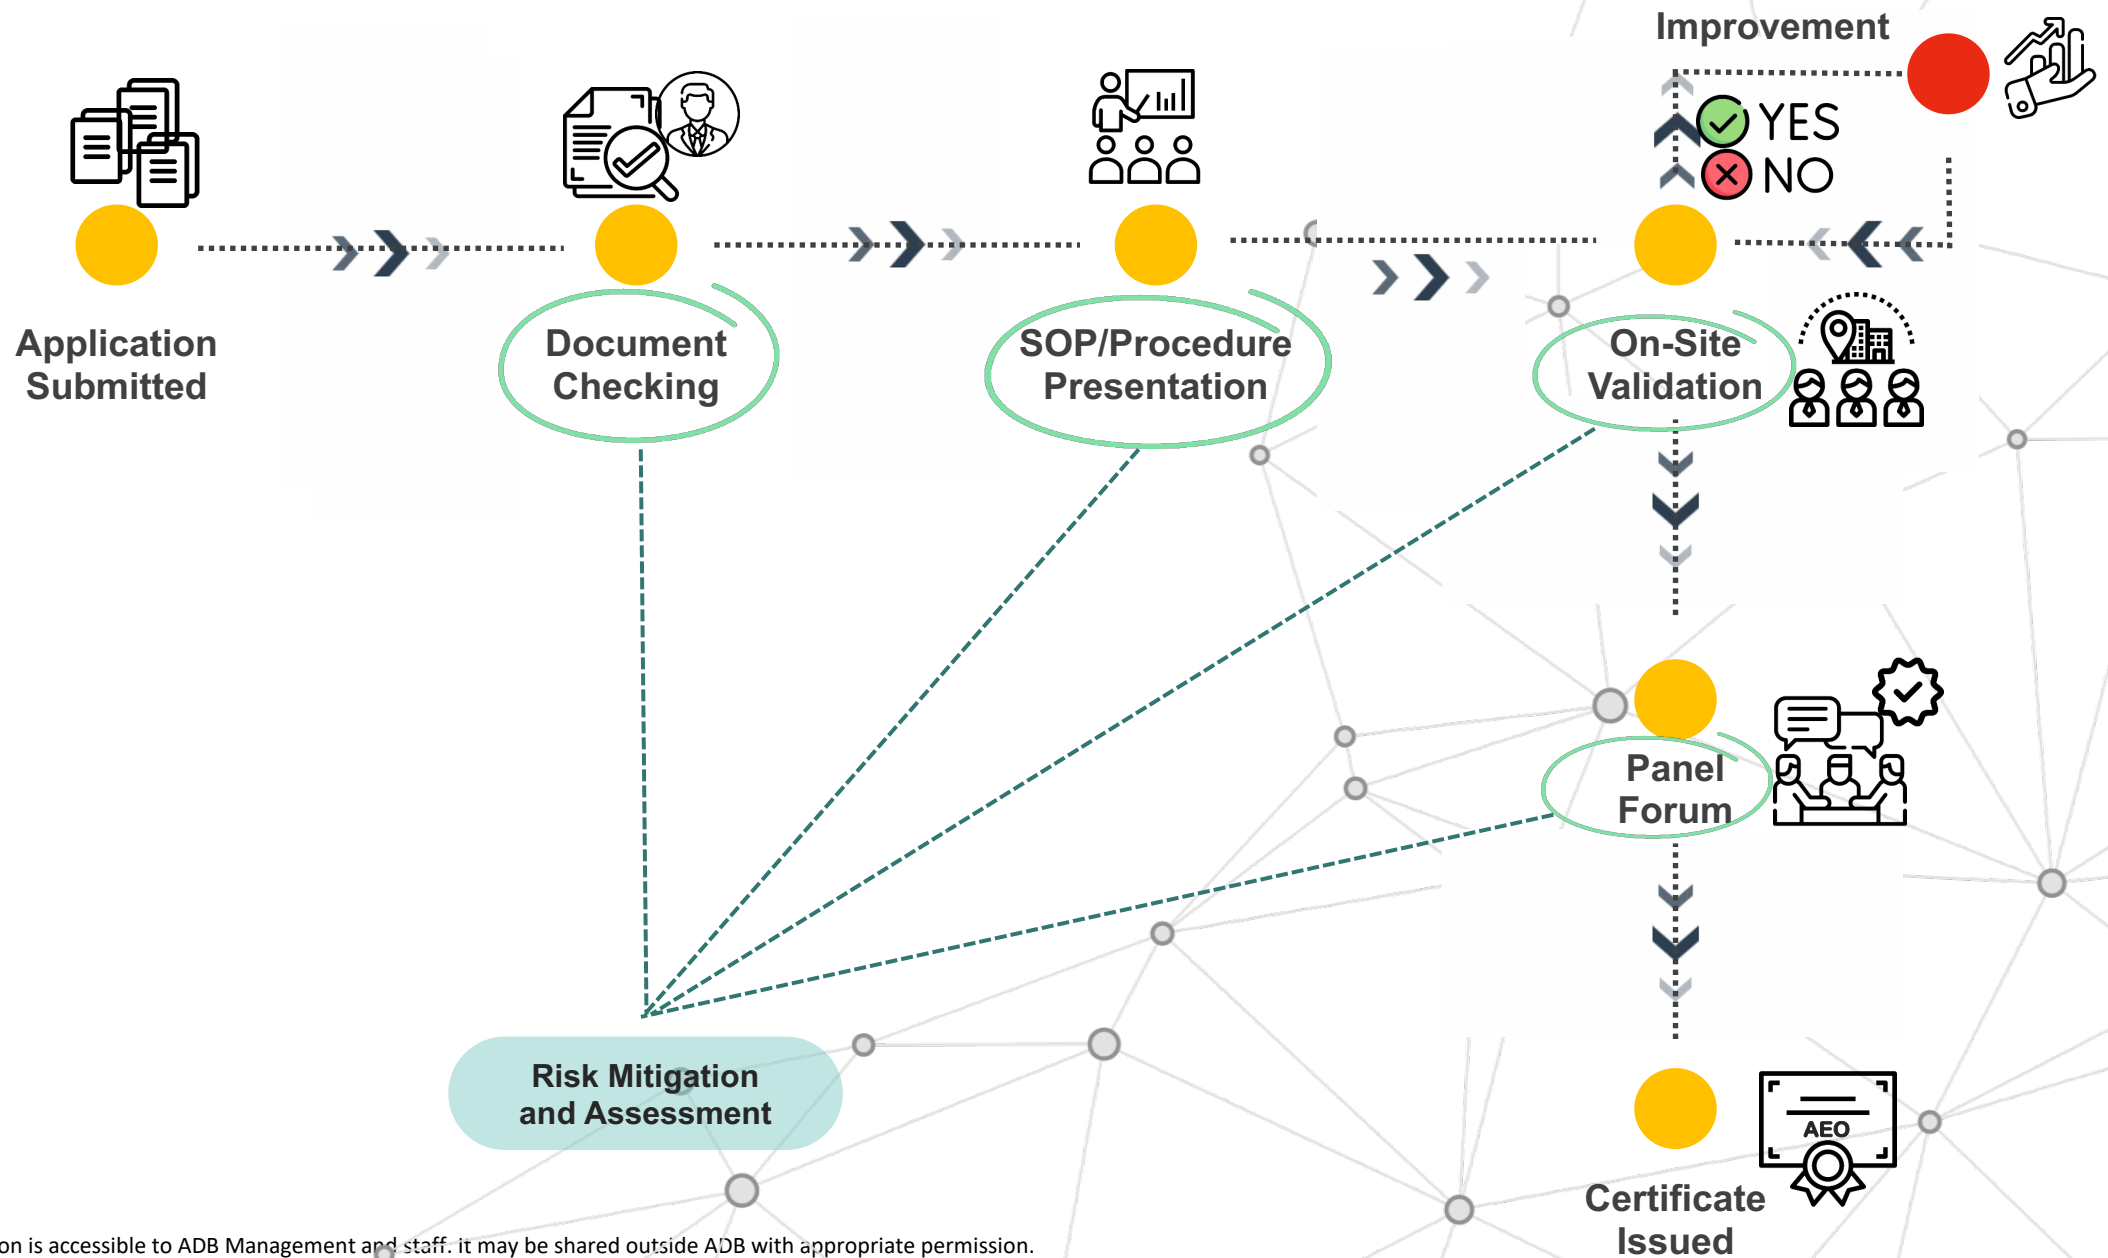 Improvement
YES
NO
Application
Submitted
Document
Checking
SOP/Procedure
Presentation
On-Site
Validation
Panel
Forum
Risk Mitigation
and Assessment
AEO
Certificate
Issued
on is accessible to ADB Management and staff. it may be shared outside ADB with appropriate permission.